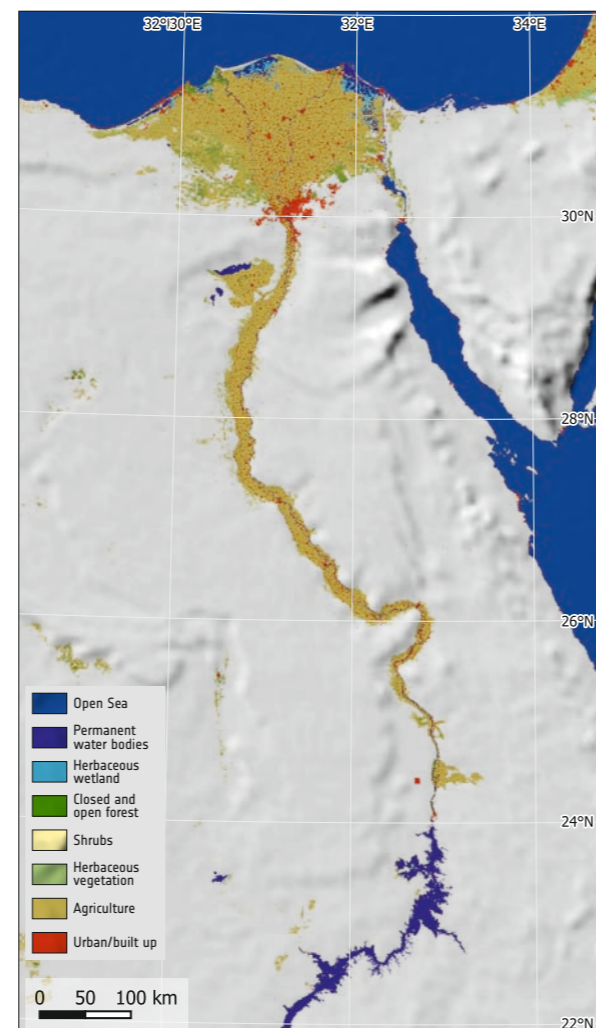 32°I30°E 32°E 34°E
30°N
28°N
26°N
24°N
22°N
Open Sea
Permanent
water bodies
Herbaceous
wetland
Closed and
open forest
Shrubs
Herbaceous
vegetation
Agriculture
Urban/built up
0 50 100 km